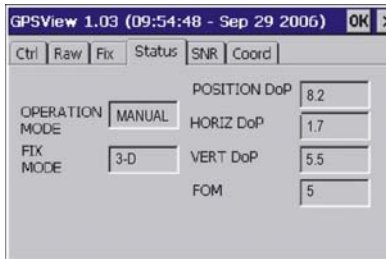 GPSView 1.03 (09:54:48 - Sep 29 2006) OK
Ctrl Raw Fix Status SNR Coord
OPERATION MODE MANUAL
FIX MODE 3-D
POSITION DoP 8.2
HORIZ DoP 1.7
VERT DoP 5.5
FOM 5